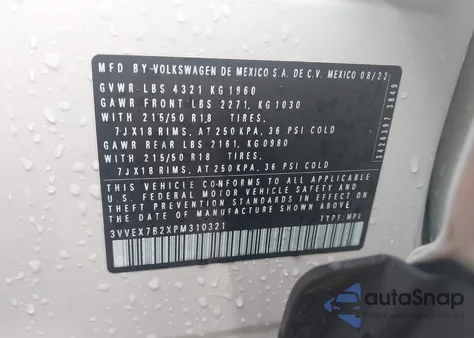 MFD BY-VOLKSWAGEN DE MEXICO S.A. DE C.V. MEXICO 08/22
GVWR LBS 4321 KG 1960
GAWR FRONT LBS 2271, KG 1030
WITH 215/50 R18 TIRES,
7JX18 RIMS, AT 250 KPA, 36 PSI COLD
GAWR REAR LBS 2161, KG 0980
WITH 215/50 R18 TIRES,
7JX18 RIMS, AT 250 KPA, 36 PSI COLD
THIS VEHICLE CONFORMS TO ALL APPLICABLE
U.S. FEDERAL MOTOR VEHICLE SAFETY AND
THEFT PREVENTION STANDARDS IN EFFECT ON
THE DATE OF MANUFACTURE SHOWN ABOVE
3VVEX7B2XPM310321 TYPE: MPV
3426397 3849
autoSnap